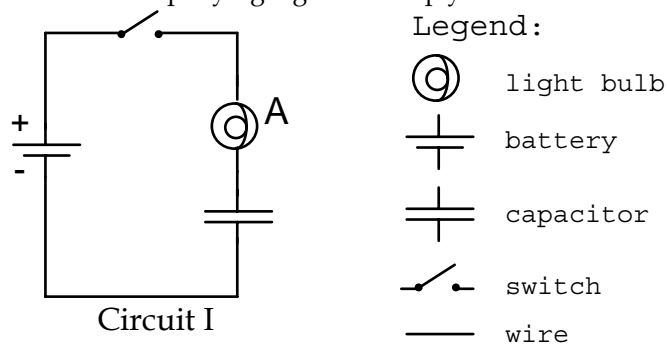 Legend:
light bulb
A
+
battery
-
capacitor
switch
Circuit I
wire